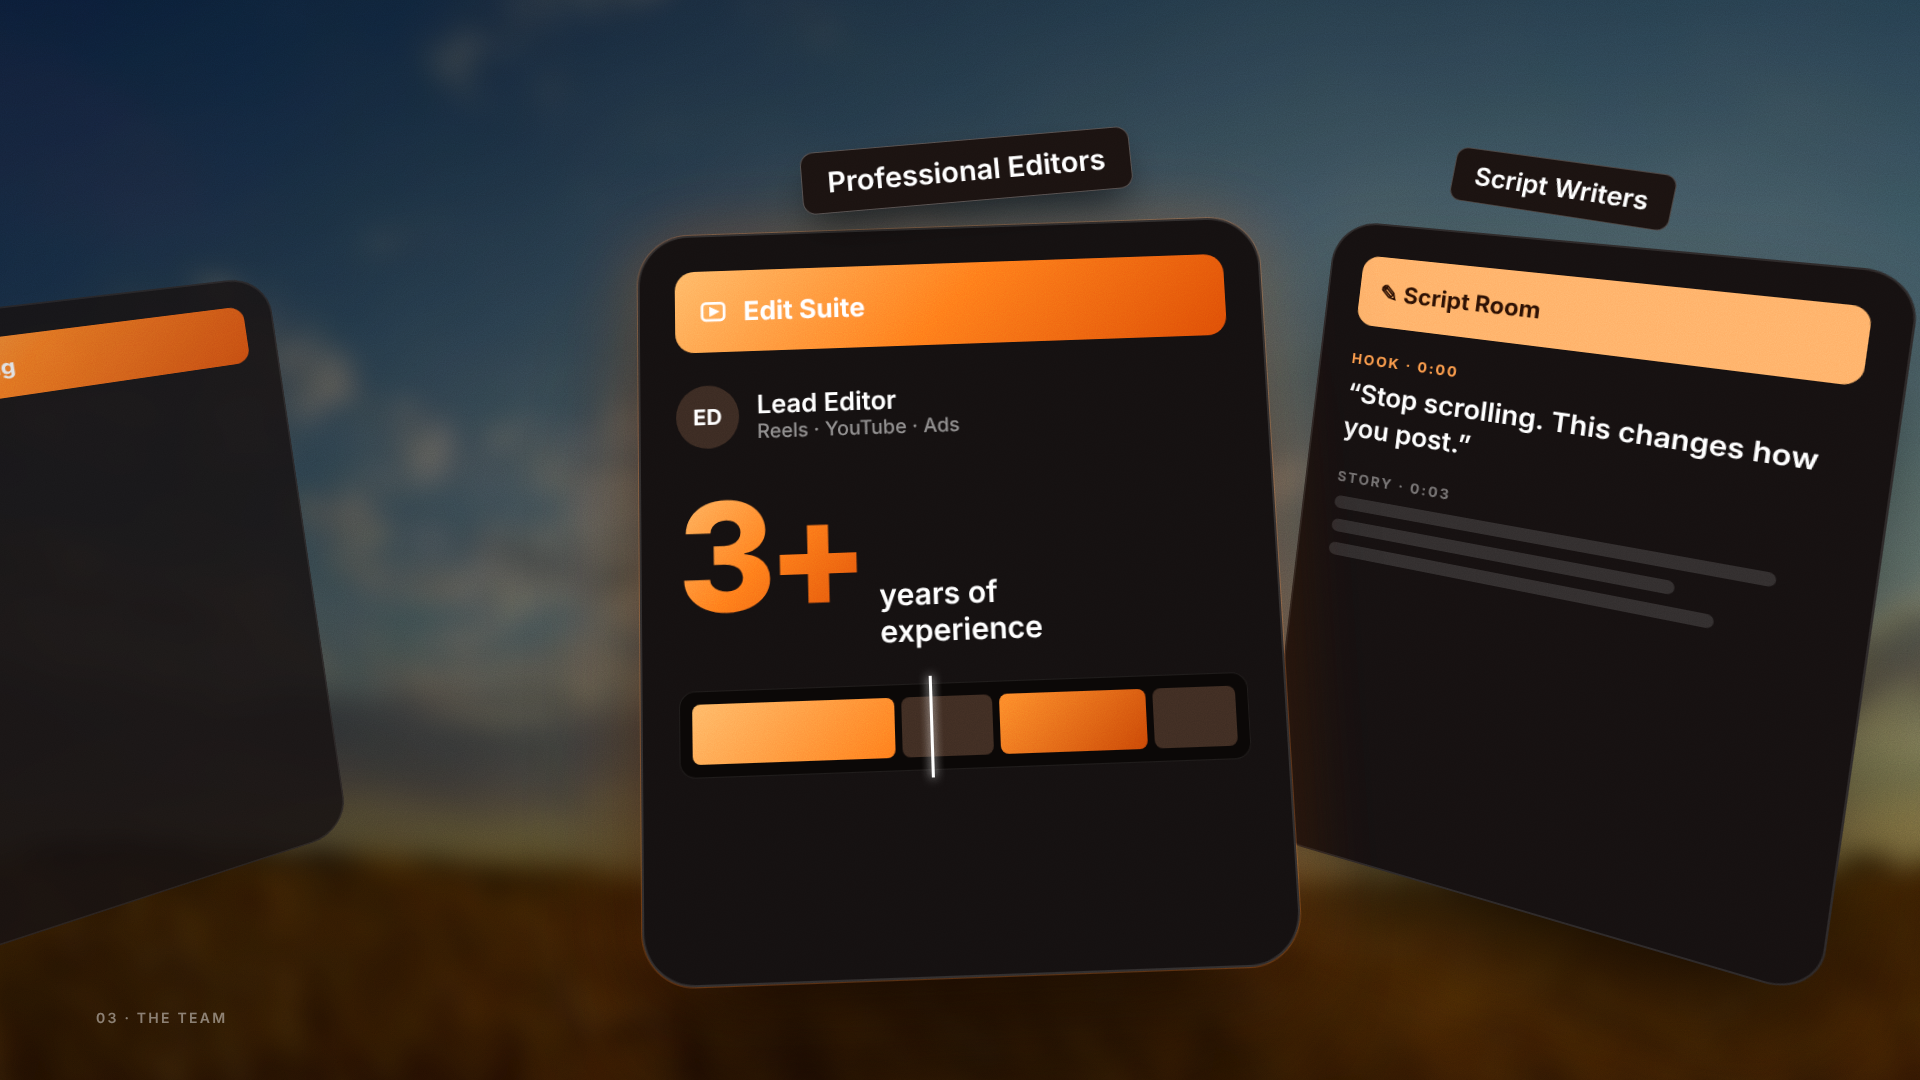 Professional Editors
Edit Suite
ED
Lead Editor
Reels · YouTube · Ads
3+
years of
experience
Script Writers
✎ Script Room
HOOK · 0:00
“Stop scrolling. This changes how
you post.”
STORY · 0:03
g
03 · THE TEAM